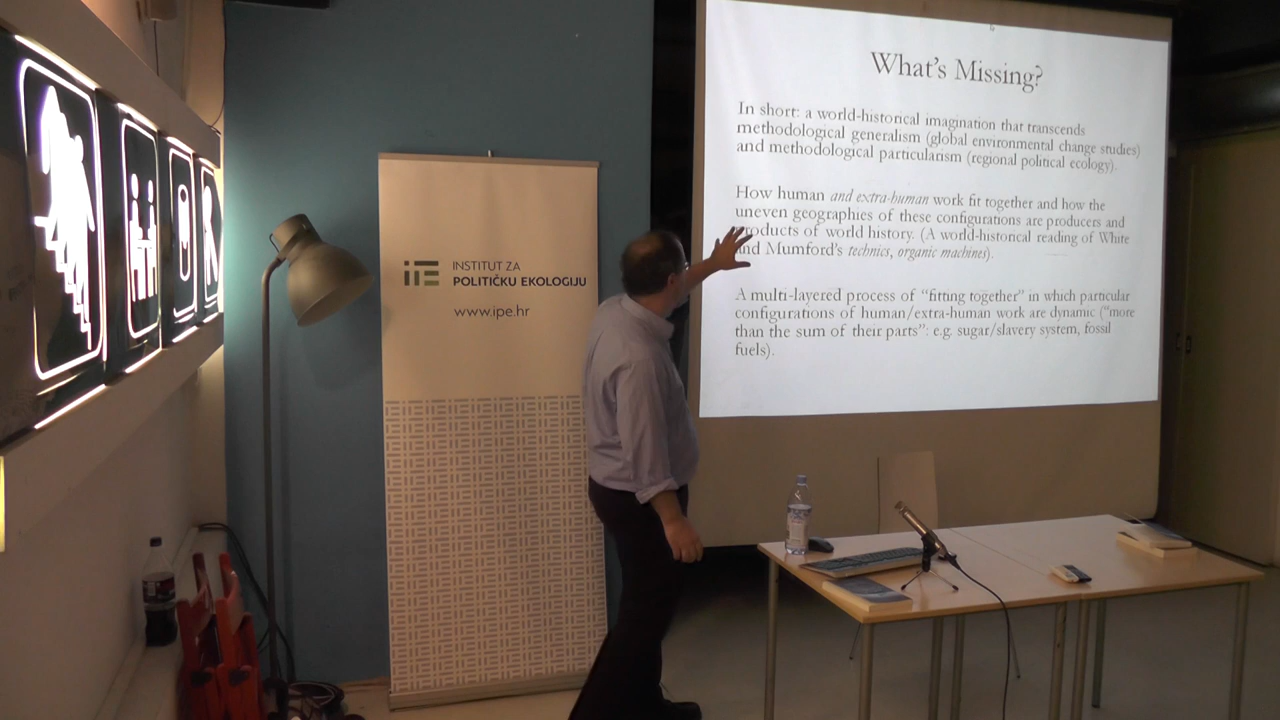 INSTITUT ZA
POLITIČKU EKOLOGIJU
www.ipe.hr
What's Missing?
In short: a world-historical imagination that transcends
methodological generalism (global environmental change studies)
and methodological particularism (regional political ecology).
How human and extra-human work fit together and how the
uneven geographies of these configurations are producers and
products of world history. (A world-historical reading of White
and Mumford's technics, organic machines).
A multi-layered process of "fitting together" in which particular
configurations of human/extra-human work are dynamic ("more
than the sum of their parts": e.g. sugar/slavery system, fossil
fuels).